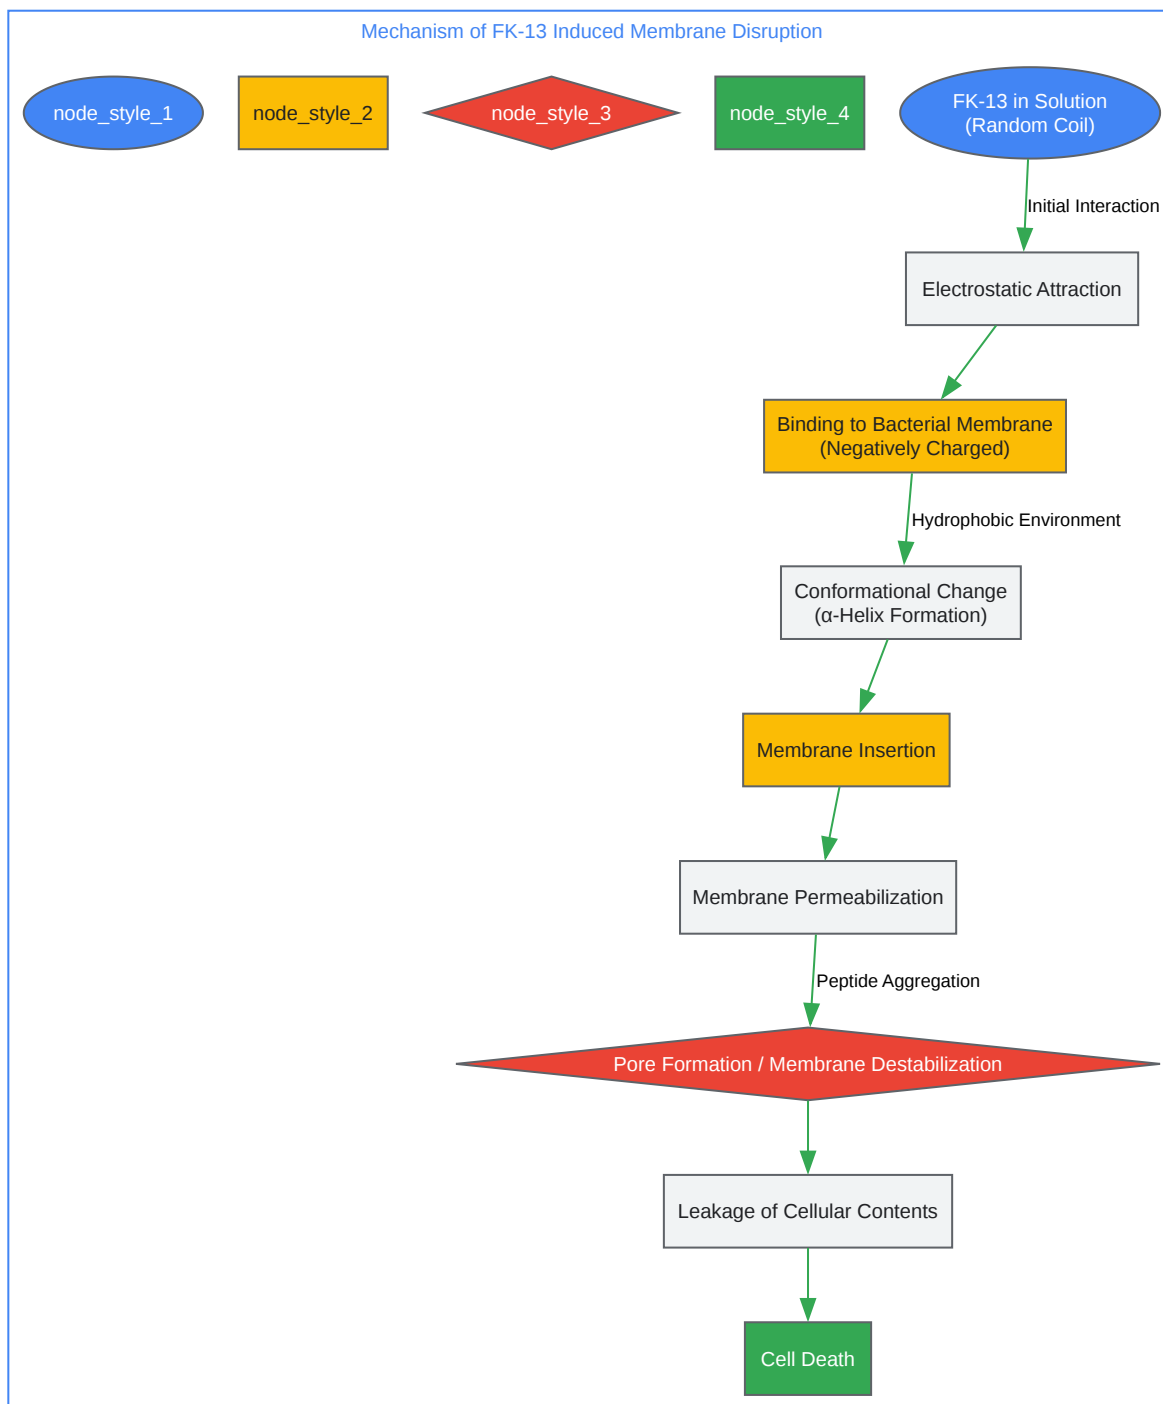 Mechanism of FK-13 Induced Membrane Disruption
node_style_1
node_style_2
node_style_3
node_style_4
FK-13 in Solution
(Random Coil)
Initial Interaction
Electrostatic Attraction
Binding to Bacterial Membrane
(Negatively Charged)
Hydrophobic Environment
Conformational Change
(α-Helix Formation)
Membrane Insertion
Membrane Permeabilization
Peptide Aggregation
Pore Formation / Membrane Destabilization
Leakage of Cellular Contents
Cell Death